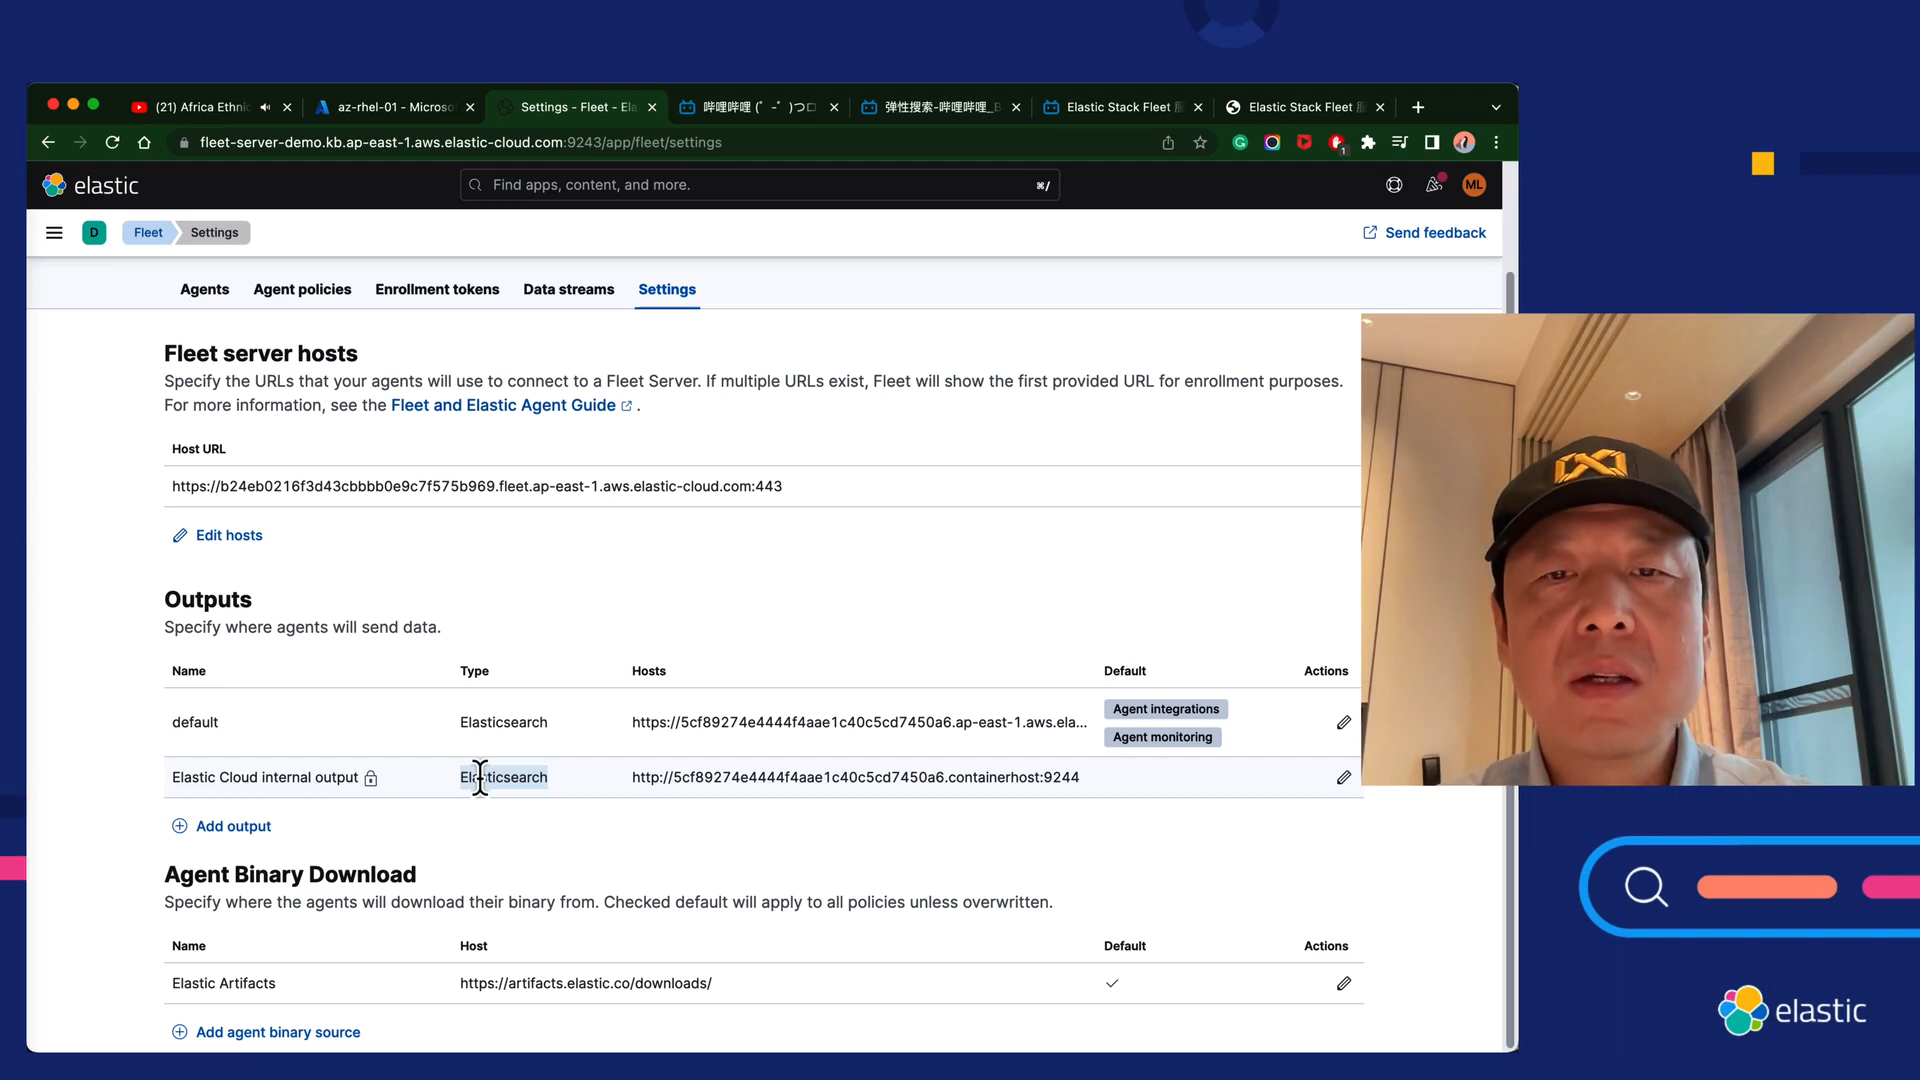 (21) Africa Ethni
az-rhel-01 - Microso
Settings - Fleet - Ela
哔哩哔哩 (゜-゜)つロ
弹性搜索-哔哩哔哩_B
Elastic Stack Fleet
Elastic Stack Fleet
fleet-server-demo.kb.ap-east-1.aws.elastic-cloud.com:9243/app/fleet/settings
1
elastic
Find apps, content, and more.
⌘/
ML
D
Fleet
Settings
Send feedback
Agents
Agent policies
Enrollment tokens
Data streams
Settings
Fleet server hosts
Specify the URLs that your agents will use to connect to a Fleet Server. If multiple URLs exist, Fleet will show the first provided URL for enrollment purposes.
For more information, see the Fleet and Elastic Agent Guide .
Host URL
https://b24eb0216f3d43cbbbb0e9c7f575b969.fleet.ap-east-1.aws.elastic-cloud.com:443
Edit hosts
Outputs
Specify where agents will send data.
Name Type Hosts Default Actions
default Elasticsearch https://5cf89274e4444f4aae1c40c5cd7450a6.ap-east-1.aws.ela... Agent integrations
Agent monitoring
Elastic Cloud internal output Elasticsearch http://5cf89274e4444f4aae1c40c5cd7450a6.containerhost:9244
Add output
Agent Binary Download
Specify where the agents will download their binary from. Checked default will apply to all policies unless overwritten.
Name Host Default Actions
Elastic Artifacts https://artifacts.elastic.co/downloads/
Add agent binary source
elastic